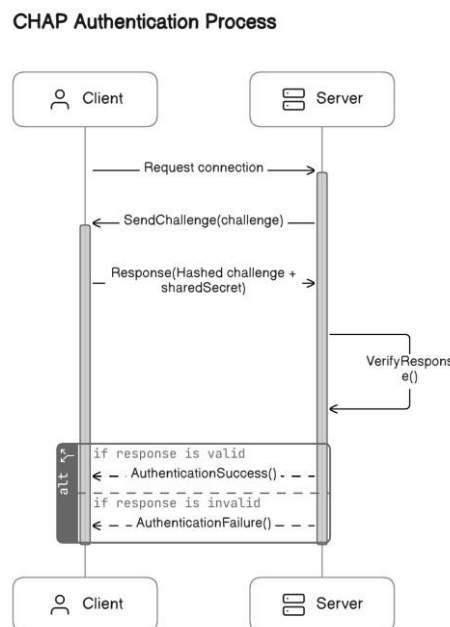 CHAP Authentication Process
Client
Server
Request connection
SendChallenge(challenge)
Response(Hashed challenge +
sharedSecret)
VerifyRespons
e()
alt
if response is valid
AuthenticationSuccess()
if response is invalid
AuthenticationFailure()
Client
Server